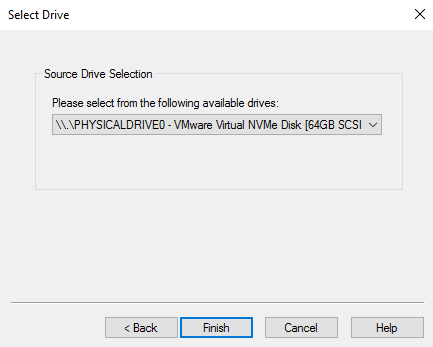 Select Drive
Source Drive Selection
Please select from the following available drives:
\\.\PHYSICALDRIVE0 - VMware Virtual NVMe Disk [64GB SCSI
< Back
Finish
Cancel
Help